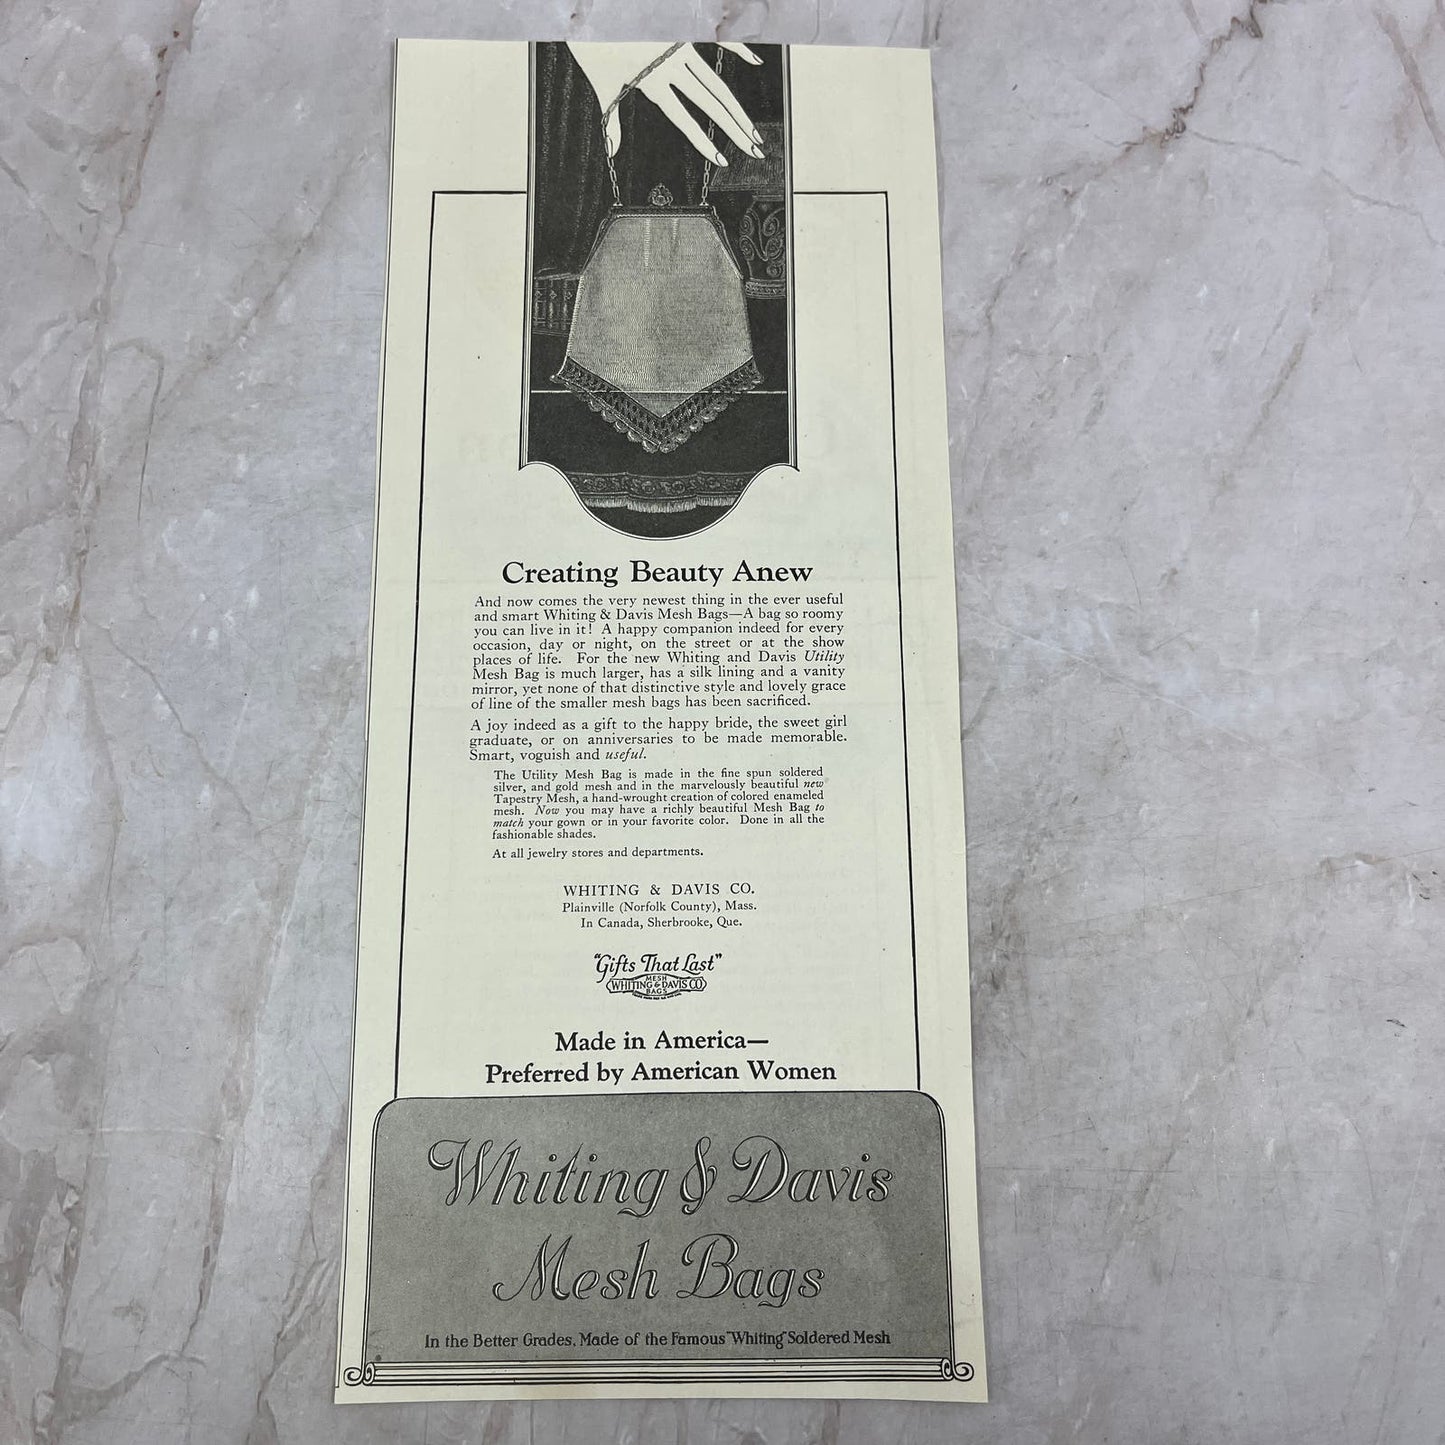 Creating Beauty Anew
And now comes the very newest thing in the ever useful
and smart Whiting & Davis Mesh Bags—A bag so roomy
you can live in it! A happy companion indeed for every
occasion, day or night, on the street or at the show
places of life. For the new Whiting and Davis Utility
Mesh Bag is much larger, has a silk lining and a vanity
mirror, yet none of that distinctive style and lovely grace
of line of the smaller mesh bags has been sacrificed.
A joy indeed as a gift to the happy bride, the sweet girl
graduate, or on anniversaries to be made memorable.
Smart, voguish and useful.
The Utility Mesh Bag is made in the fine spun soldered
silver, and gold mesh and in the marvelously beautiful new
Tapestry Mesh, a hand-wrought creation of colored enameled
mesh. Now you may have a richly beautiful Mesh Bag to
match your gown or in your favorite color. Done in all the
fashionable shades.
At all jewelry stores and departments.
WHITING & DAVIS CO.
Plainville (Norfolk County), Mass.
In Canada, Sherbrooke, Que.
"Gifts That Last"
MESH
WHITING & DAVIS CO
BAGS
Made in America—
Preferred by American Women
Whiting & Davis
Mesh Bags
In the Better Grades, Made of the Famous "Whiting" Soldered Mesh